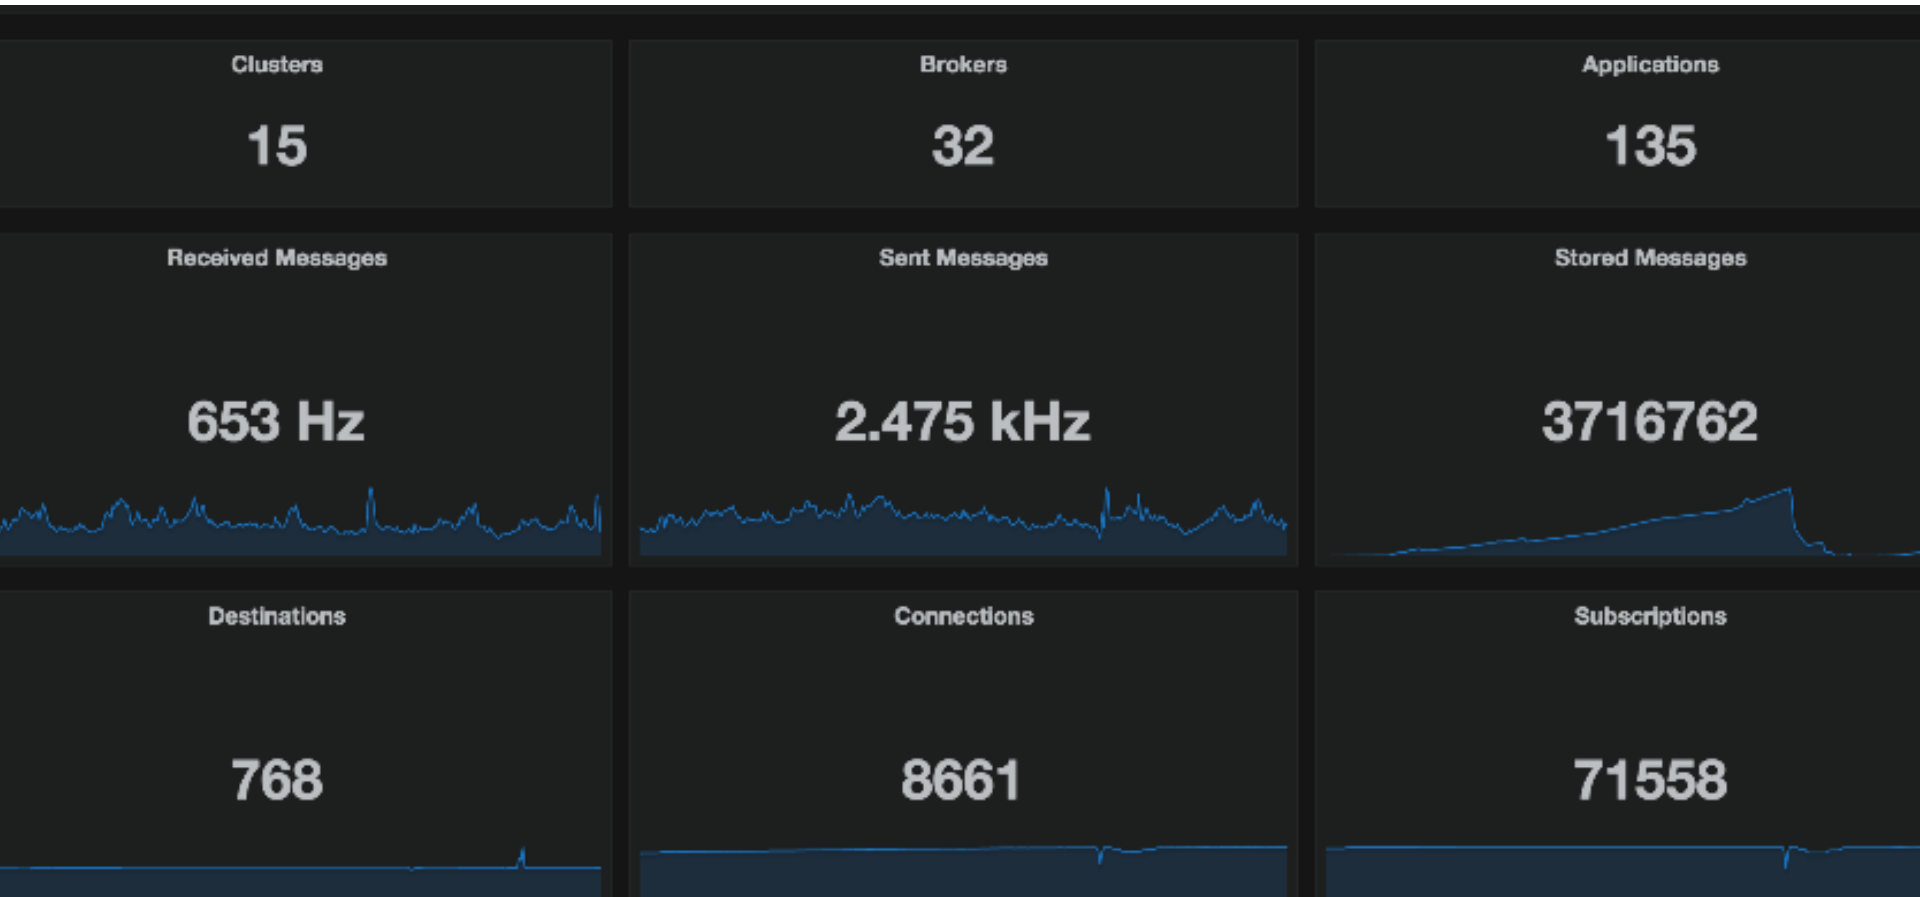 Clusters
Brokers
Applications
15
32
135
Received Messages
Sent Messages
Stored Messages
653 Hz
2.475 kHz
3716762
Destinations
Connections
Subscriptions
768
8661
71558